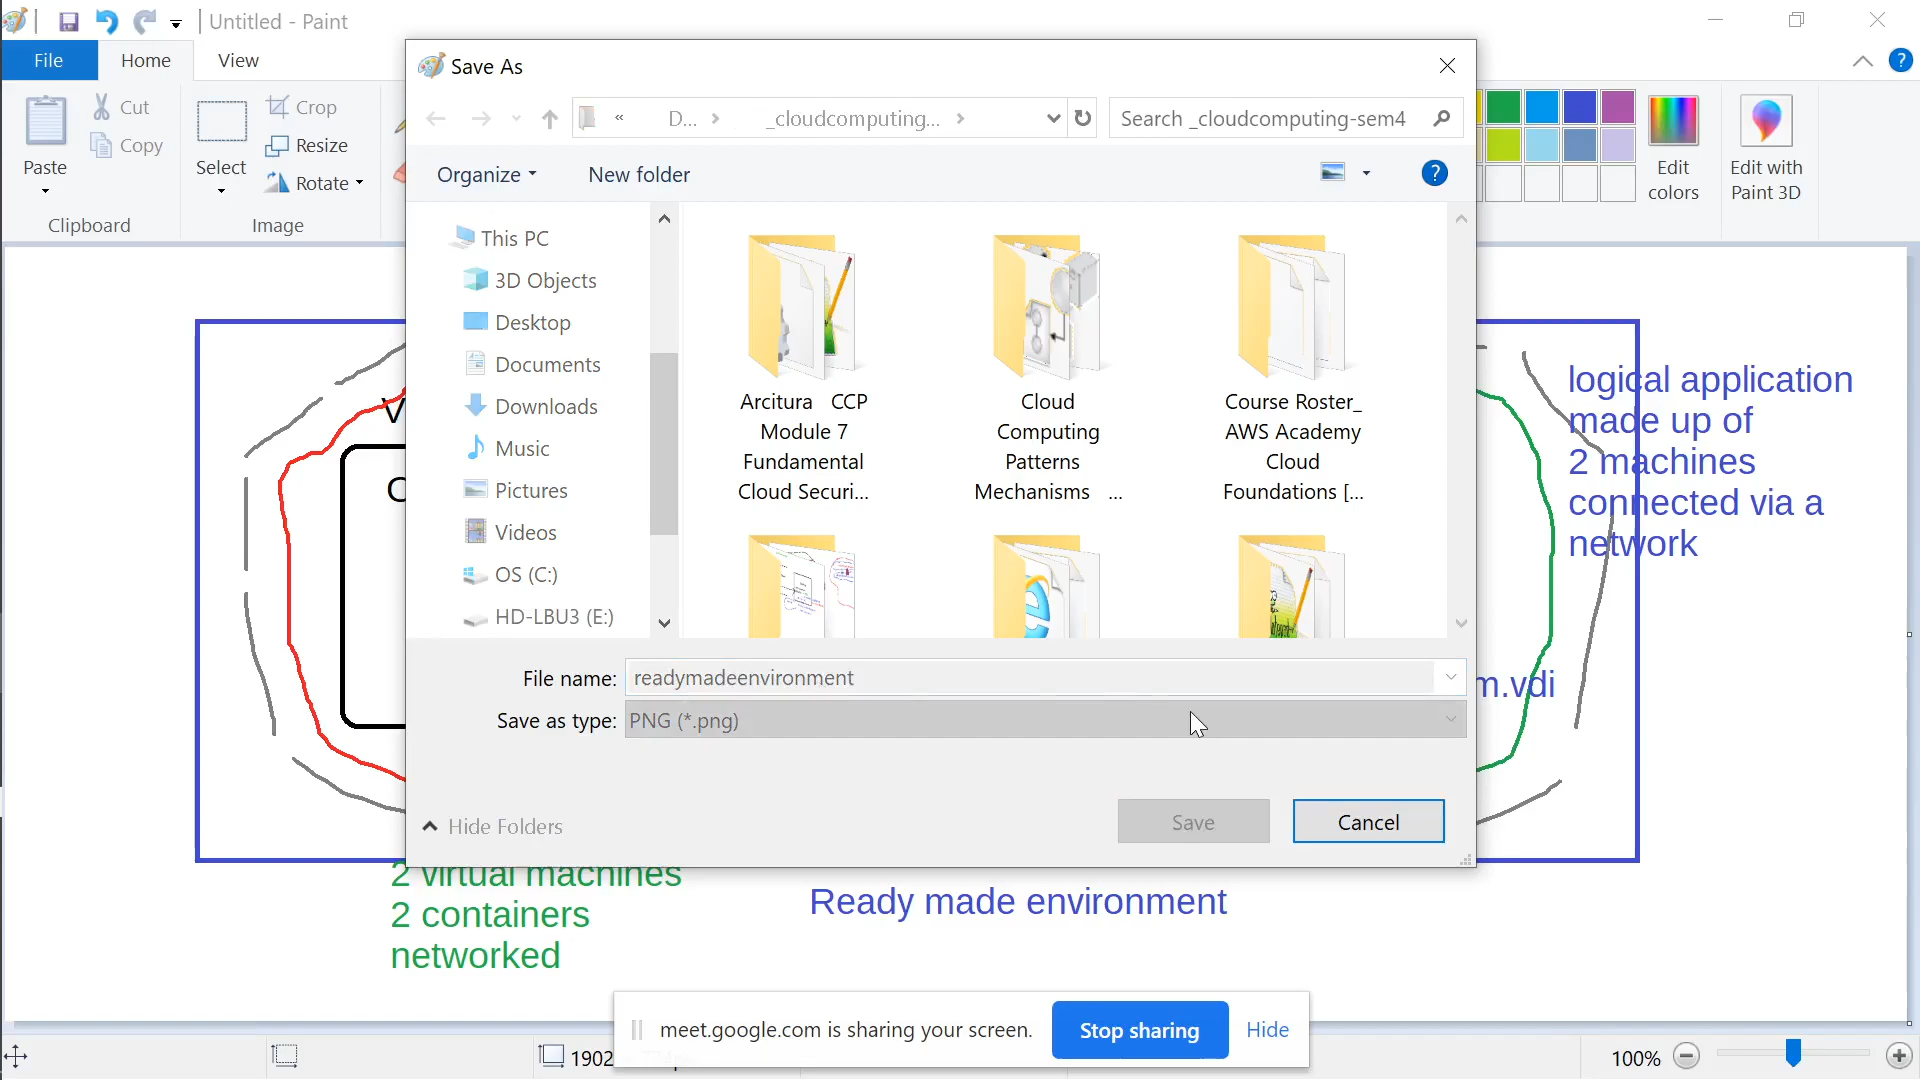 Untitled - Paint
File
Home
View
Save As
D...
_cloudcomputing...
Search _cloudcomputing-sem4
Organize
New folder
Paste
Cut
Copy
Clipboard
Select
Crop
Resize
Rotate
Image
Edit
colors
Edit with
Paint 3D
This PC
3D Objects
Desktop
Documents
Downloads
Music
Pictures
Videos
OS (C:)
HD-LBU3 (E:)
Arcitura CCP
Module 7
Fundamental
Cloud Securi...
Cloud
Computing
Patterns
Mechanisms ...
Course Roster_
AWS Academy
Cloud
Foundations [...
File name: readymadeenvironment
Save as type: PNG (*.png)
Hide Folders
Save
Cancel
V
C
logical application
made up of
2 machines
connected via a
network
m.vdi
2 virtual machines
2 containers
networked
Ready made environment
meet.google.com is sharing your screen.
Stop sharing
Hide
1902
100%